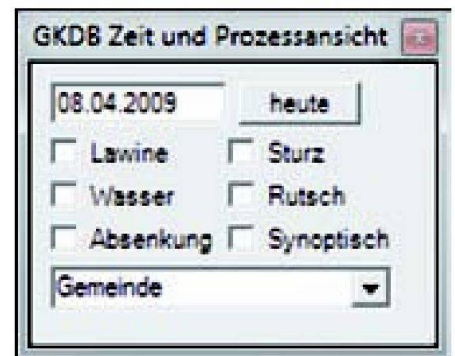 GKDB Zeit und Prozessansicht
08.04.2009 heute
Lawine Sturz
Wasser Rutsch
Absenkung Synoptisch
Gemeinde